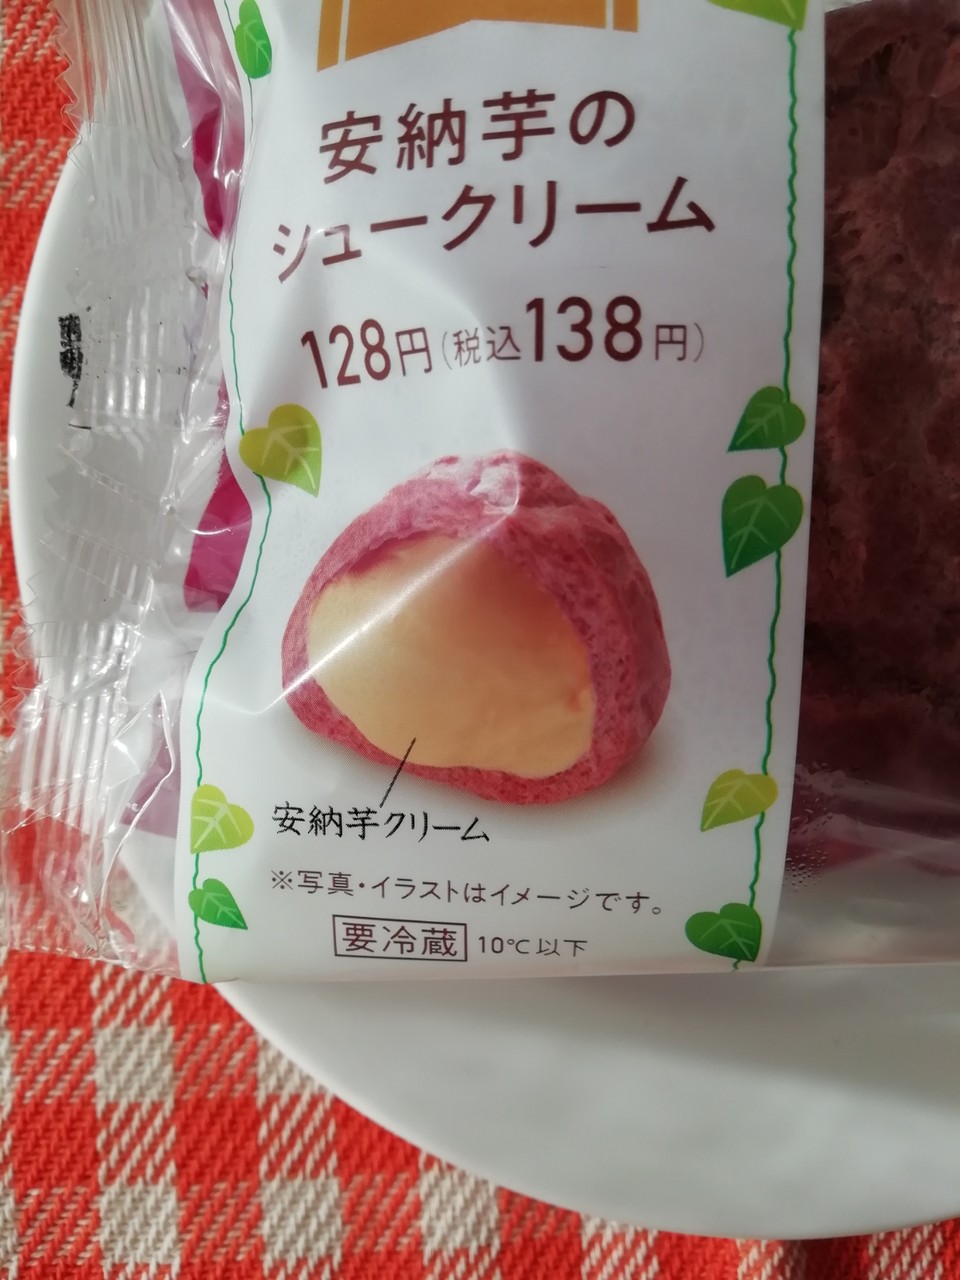 安納芋の
シュークリーム
128円(税込138円)
安納芋クリーム
※写真・イラストはイメージです。
要冷蔵 10℃以下